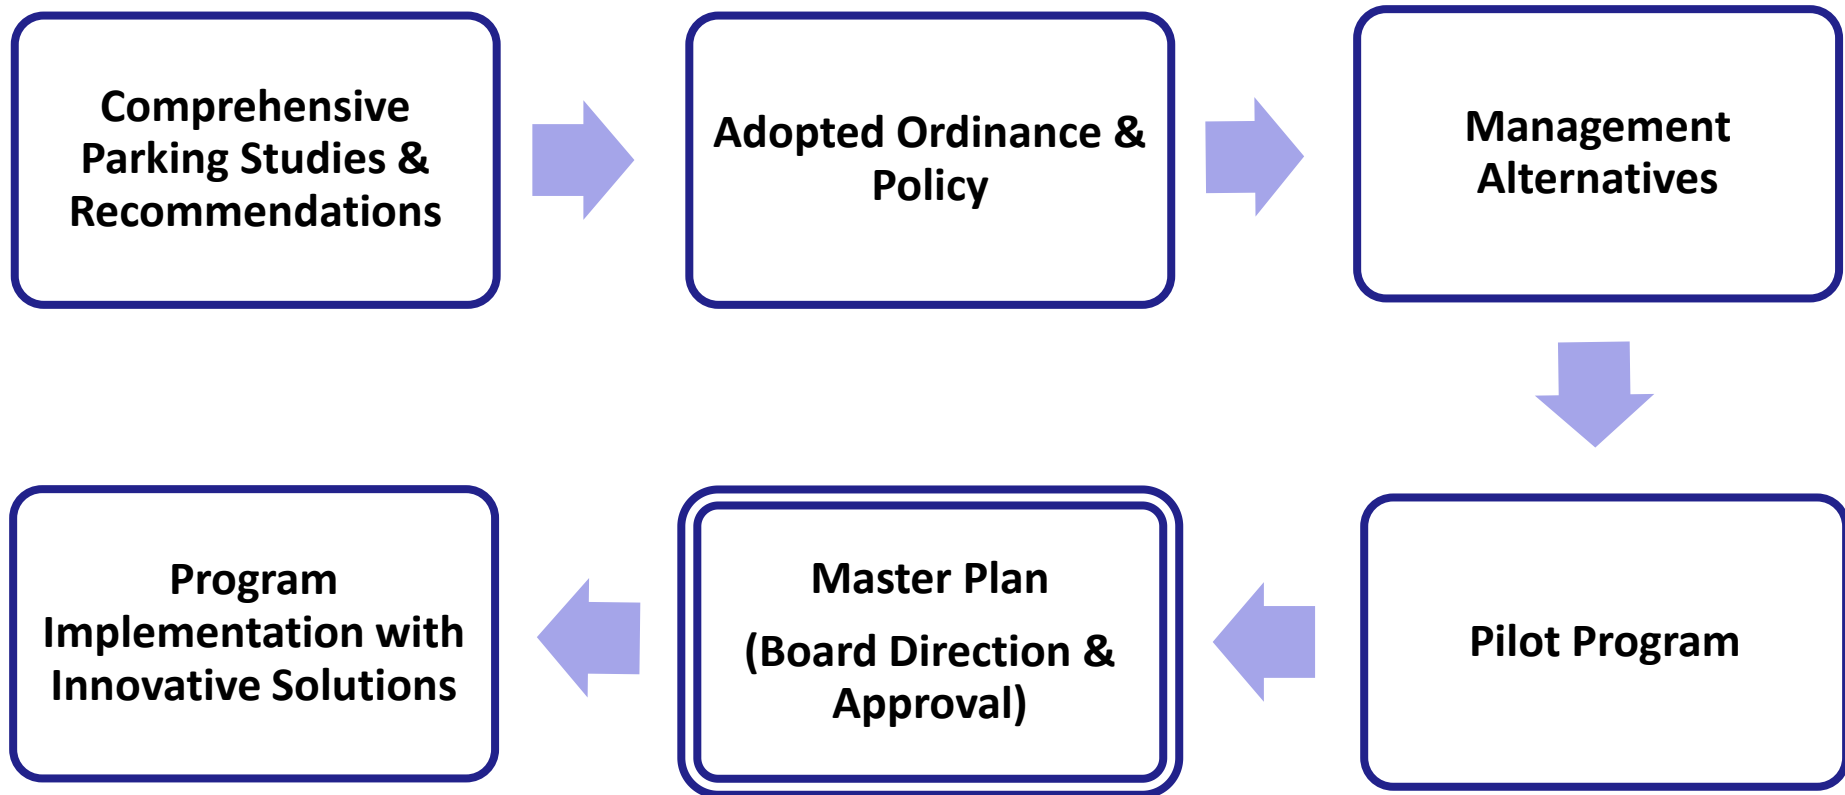 Comprehensive
Parking Studies &
Recommendations
Adopted Ordinance &
Policy
Management
Alternatives
Pilot Program
Master Plan
(Board Direction &
Approval)
Program
Implementation with
Innovative Solutions